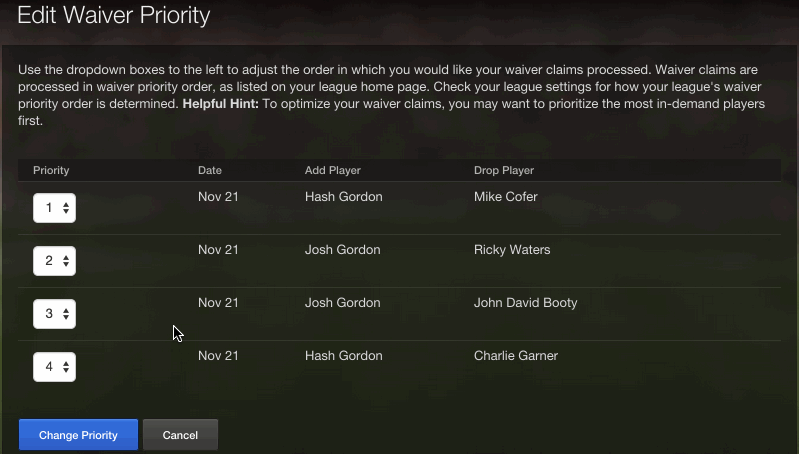 Edit Waiver Priority
Use the dropdown boxes to the left to adjust the order in which you would like your waiver claims processed. Waiver claims are
processed in waiver priority order, as listed on your league home page. Check your league settings for how your league's waiver
priority order is determined. Helpful Hint: To optimize your waiver claims, you may want to prioritize the most in-demand players
first.
Priority Date Add Player Drop Player
1 Nov 21 Hash Gordon Mike Cofer
2 Nov 21 Josh Gordon Ricky Waters
3 Nov 21 Josh Gordon John David Booty
4 Nov 21 Hash Gordon Charlie Garner
Change Priority Cancel